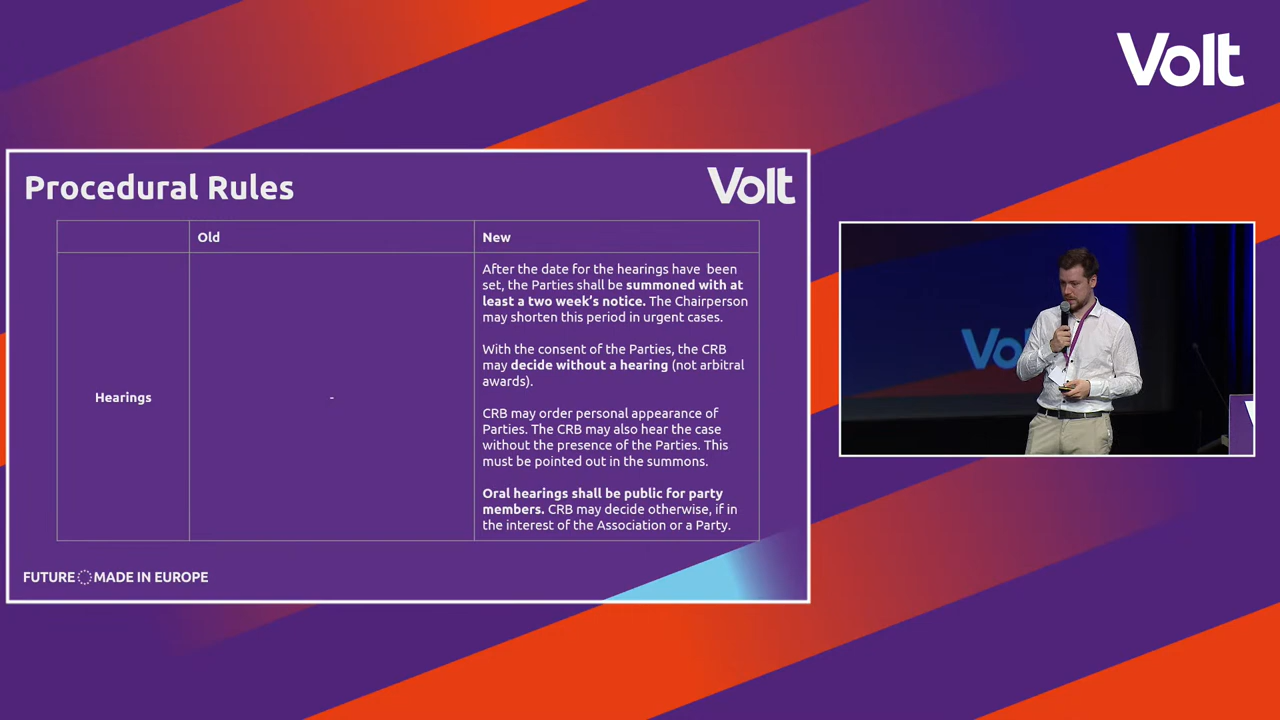 Volt
Procedural Rules
Volt
Old
New
Hearings
-
After the date for the hearings have been
set, the Parties shall be summoned with at
least a two week's notice. The Chairperson
may shorten this period in urgent cases.
With the consent of the Parties, the CRB
may decide without a hearing (not arbitral
awards).
CRB may order personal appearance of
Parties. The CRB may also hear the case
without the presence of the Parties. This
must be pointed out in the summons.
Oral hearings shall be public for party
members. CRB may decide otherwise, if in
the interest of the Association or a Party.
FUTURE MADE IN EUROPE